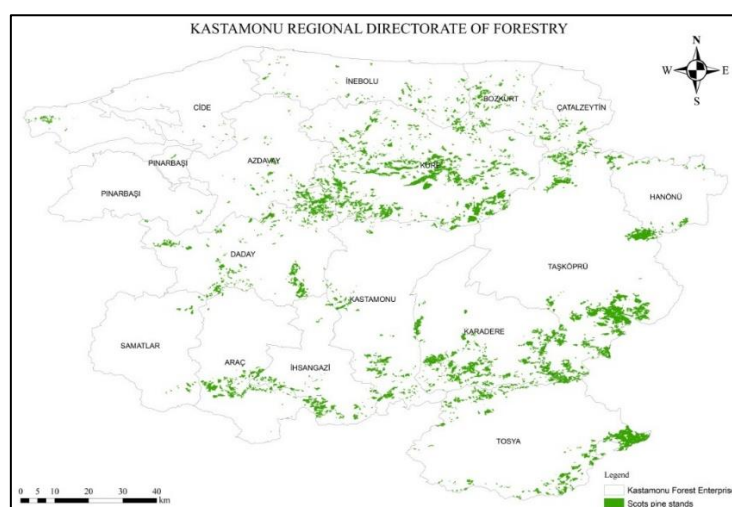 KASTAMONU REGIONAL DIRECTORATE OF FORESTRY
N
W E
S
İNEBOLU
CİDE
BOZKURT
ÇATALZEYTİN
PINARBAŞI
AZDAVAY
KÜRE
PINARBAŞI
HANÖNÜ
DADAY
TAŞKÖPRÜ
KASTAMONU
SAMATLAR
KARADERE
ARAÇ
İHSANGAZİ
TOSYA
Legend
Kastamonu Forest Enterprise
Scots pine stands
0 5 10 20 30 40
km